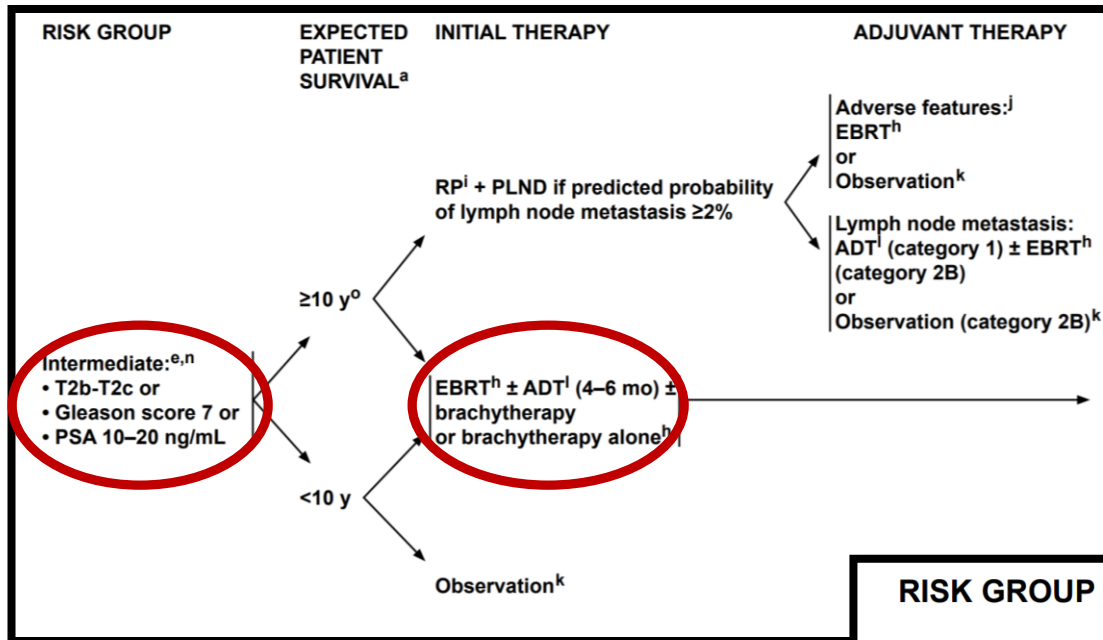 RISK GROUP
EXPECTED
PATIENT
SURVIVALᵃ
INITIAL THERAPY
ADJUVANT THERAPY
Adverse features:ʲ
EBRTʰ
or
Observationᵏ
RPⁱ + PLND if predicted probability
of lymph node metastasis ≥2%
Lymph node metastasis:
ADTˡ (category 1) ± EBRTʰ
(category 2B)
or
Observation (category 2B)ᵏ
≥10 yᵒ
Intermediate:ᵉ,ⁿ
• T2b-T2c or
• Gleason score 7 or
• PSA 10–20 ng/mL
EBRTʰ ± ADTˡ (4–6 mo) ±
brachytherapy
or brachytherapy aloneʰ
<10 y
Observationᵏ
RISK GROUP